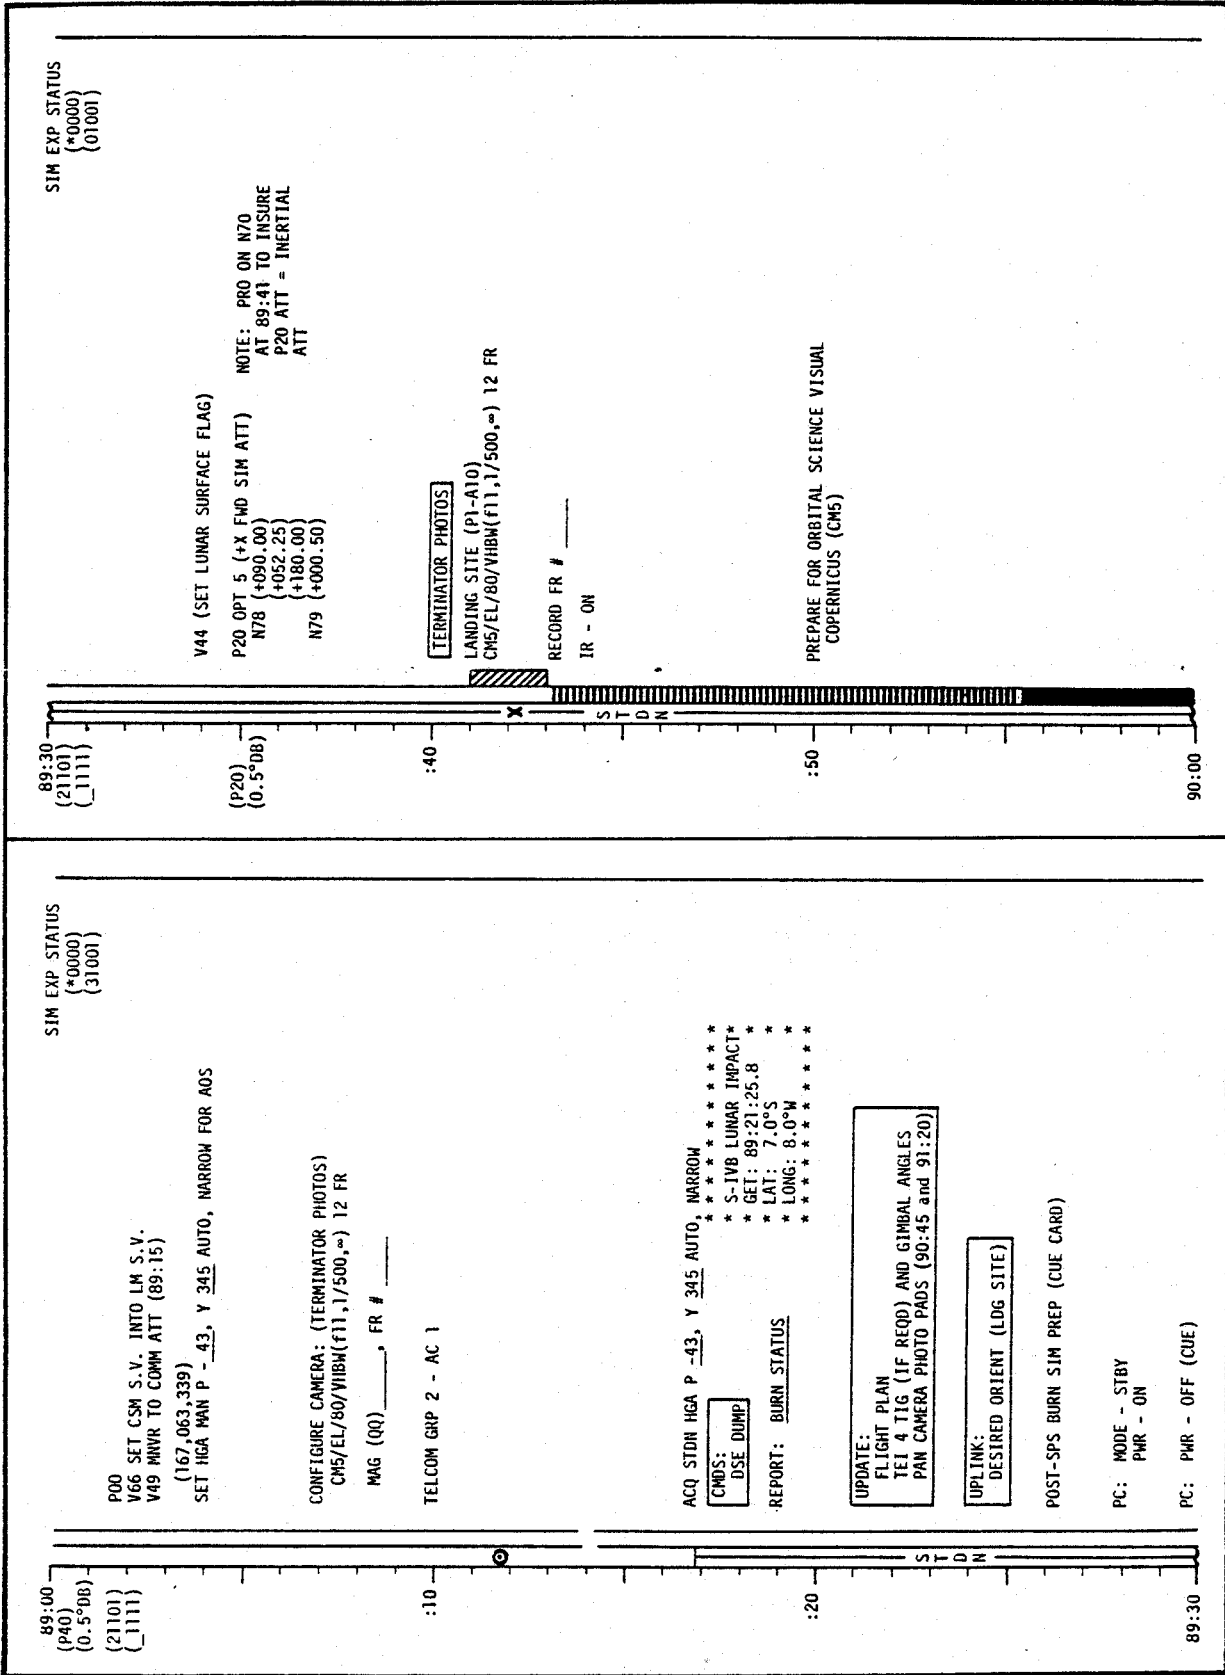 89:00
(P40)
(0.5°DB)
(21101)
(_1111)
SIM EXP STATUS
(*0000)
(31001)
P00
V66 SET CSM S.V. INTO LM S.V.
V49 MNVR TO COMM ATT (89:15)
(167,063,339)
SET HGA MAN P - 43, Y 345 AUTO, NARROW FOR AOS
CONFIGURE CAMERA: (TERMINATOR PHOTOS)
CM5/EL/80/VHBW(f11,1/500,∞) 12 FR
MAG (QQ)_____, FR # _____
:10
TELCOM GRP 2 - AC 1
ACQ STDN HGA P -43, Y 345 AUTO, NARROW
CMDS:
DSE DUMP
* * * * * * * * * * * *
* S-IVB LUNAR IMPACT*
* GET: 89:21:25.8 *
* LAT: 7.0°S *
* LONG: 8.0°W *
* * * * * * * * * * * *
REPORT: BURN STATUS
:20
UPDATE:
FLIGHT PLAN
TEI 4 TIG (IF REQD) AND GIMBAL ANGLES
PAN CAMERA PHOTO PADS (90:45 and 91:20)
STDN
UPLINK:
DESIRED ORIENT (LDG SITE)
POST-SPS BURN SIM PREP (CUE CARD)
PC: MODE - STBY
PWR - ON
PC: PWR - OFF (CUE)
89:30
89:30
(21101)
(_1111)
SIM EXP STATUS
(*0000)
(01001)
V44 (SET LUNAR SURFACE FLAG)
(P20)
(0.5°DB)
P20 OPT 5 (+X FWD SIM ATT)
N78 (+090.00)
(+052.25)
(+180.00)
N79 (+000.50)
NOTE: PRO ON N70
AT 89:41 TO INSURE
P20 ATT = INERTIAL
ATT
:40
TERMINATOR PHOTOS
LANDING SITE (P1-A10)
CM5/EL/80/VHBW(f11,1/500,∞) 12 FR
X
RECORD FR # _____
IR - ON
STDN
:50
PREPARE FOR ORBITAL SCIENCE VISUAL
COPERNICUS (CM5)
90:00